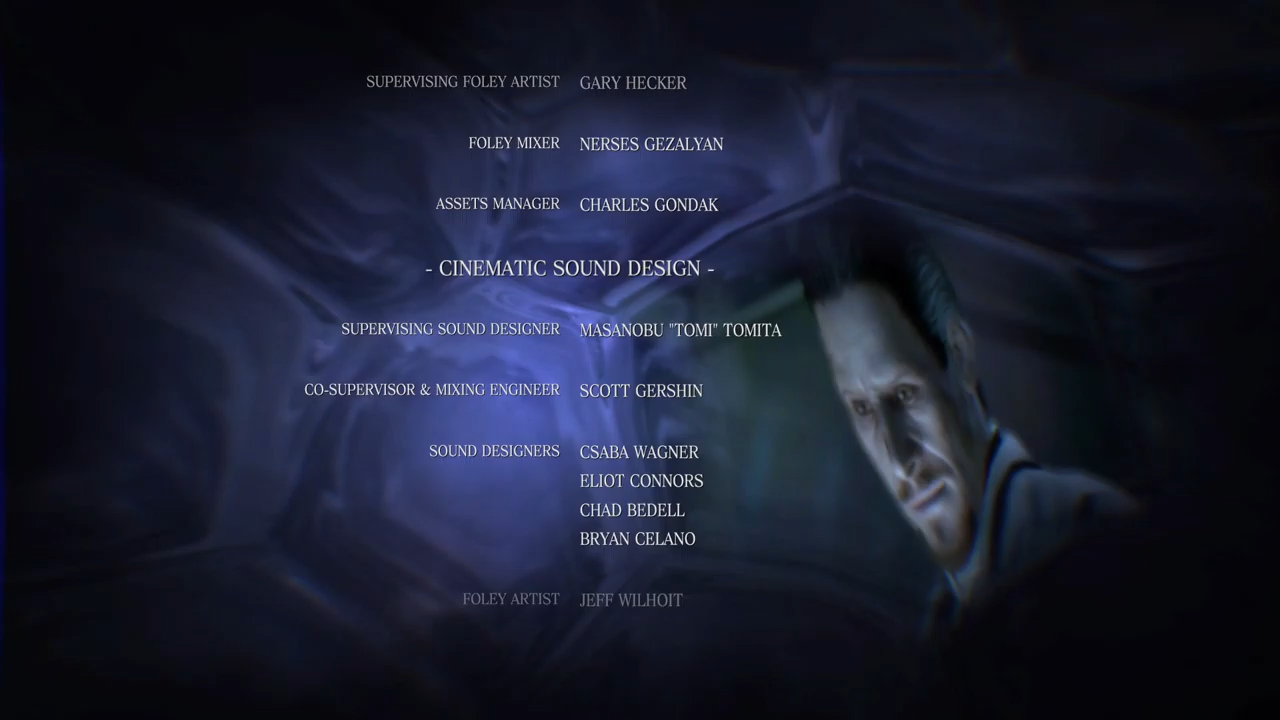 SUPERVISING FOLEY ARTIST GARY HECKER
FOLEY MIXER NERSES GEZALYAN
ASSETS MANAGER CHARLES GONDAK
- CINEMATIC SOUND DESIGN -
SUPERVISING SOUND DESIGNER MASANOBU "TOMI" TOMITA
CO-SUPERVISOR & MIXING ENGINEER SCOTT GERSHIN
SOUND DESIGNERS CSABA WAGNER
ELIOT CONNORS
CHAD BEDELL
BRYAN CELANO
FOLEY ARTIST JEFF WILHOIT